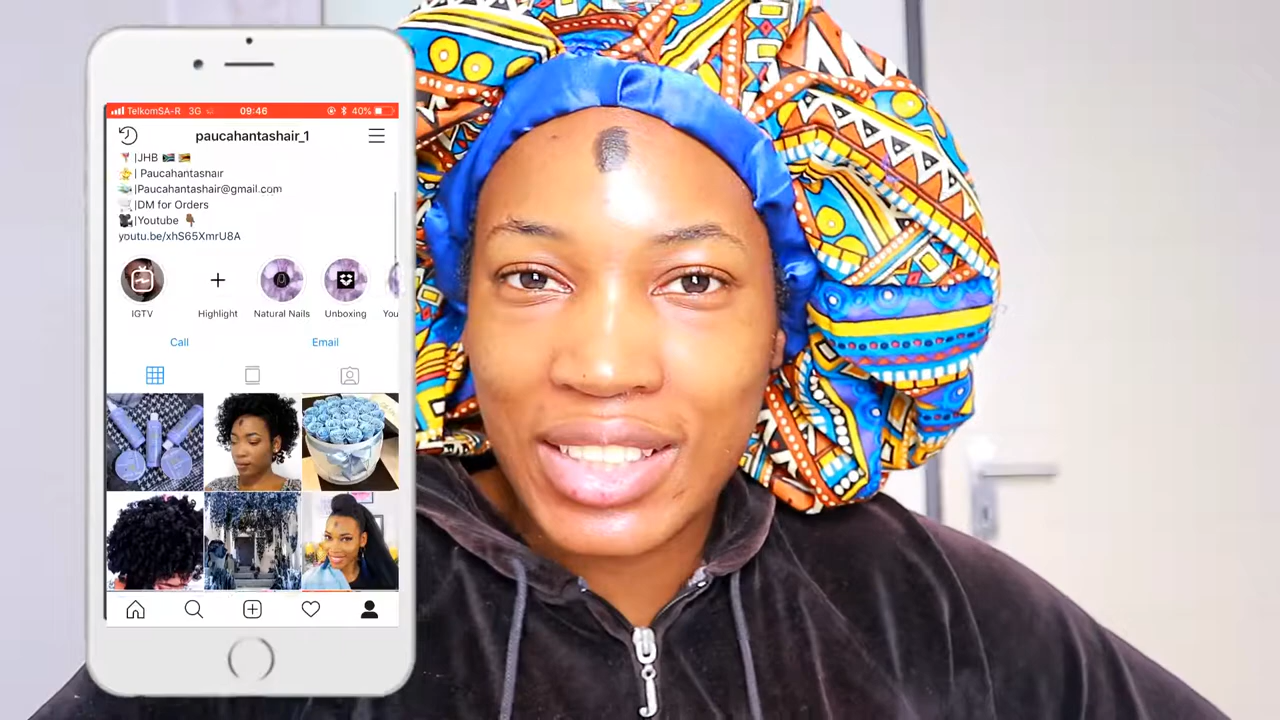 TelkomSA-R 3G 09:46 40%
paucahantashair_1
|JHB
| Paucahantashair
|Paucahantashair@gmail.com
|DM for Orders
|Youtube
youtu.be/xhS65XmrU8A
IGTV
Highlight
Natural Nails
Unboxing
You
Call
Email